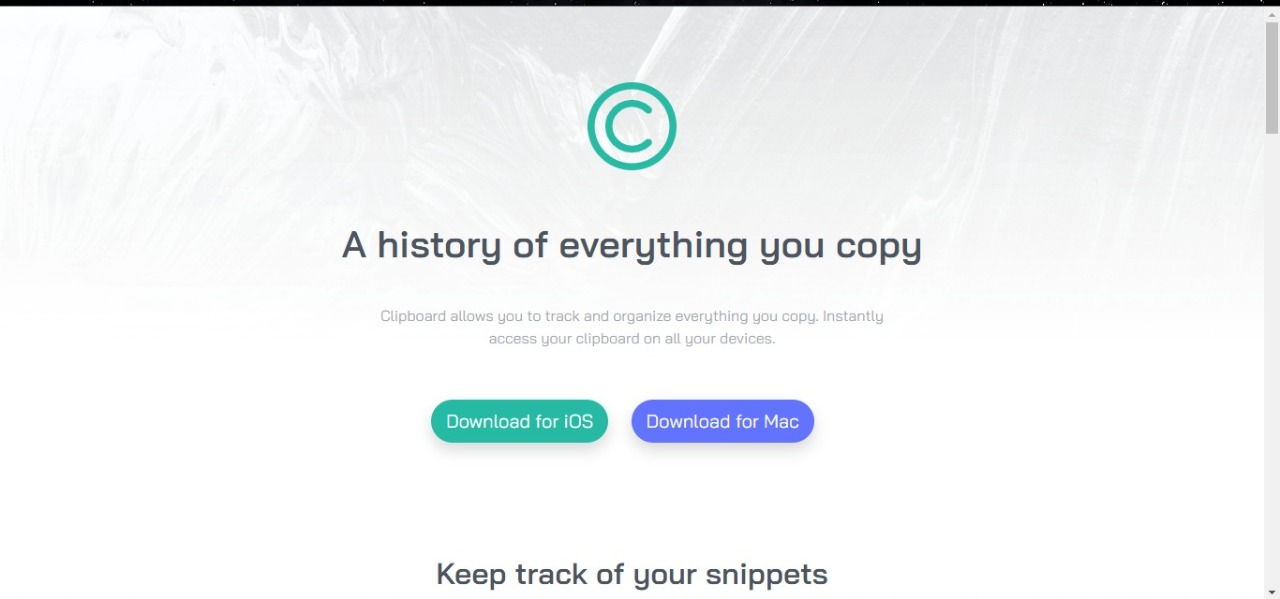 A history of everything you copy
Clipboard allows you to track and organize everything you copy. Instantly
access your clipboard on all your devices.
Download for iOS
Download for Mac
Keep track of your snippets